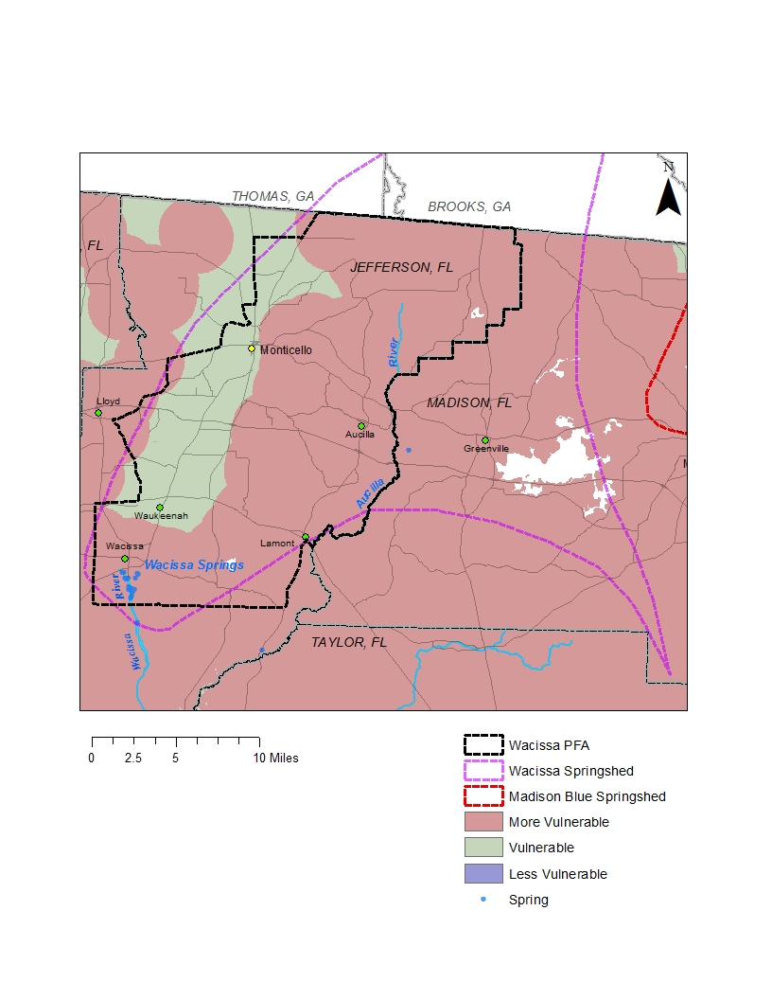 N
THOMAS, GA
BROOKS, GA
FL
JEFFERSON, FL
River
Monticello
Lloyd
MADISON, FL
Aucilla
Greenville
Aucilla
Waukeenah
Lamont
Wacissa
Wacissa Springs
River
Wacissa
TAYLOR, FL
0 2.5 5 10 Miles
Wacissa PFA
Wacissa Springshed
Madison Blue Springshed
More Vulnerable
Vulnerable
Less Vulnerable
Spring